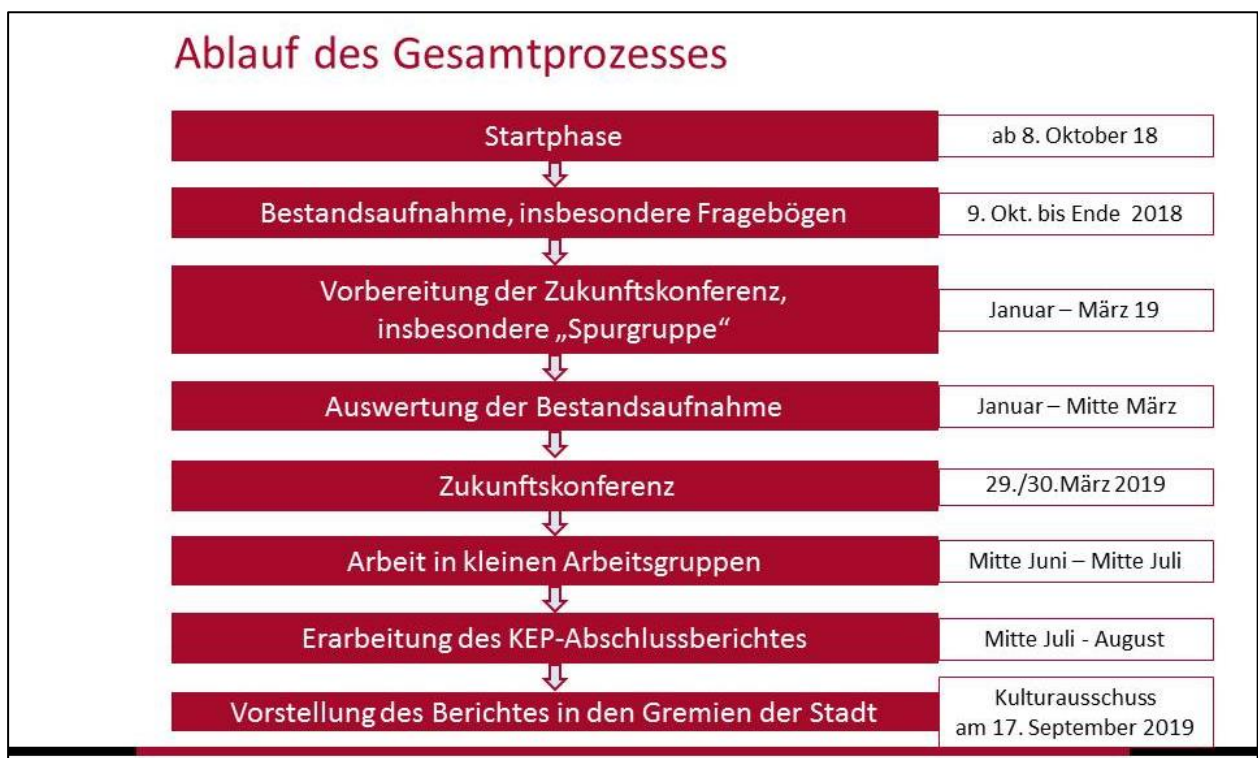 Ablauf des Gesamtprozesses
Startphase
ab 8. Oktober 18
Bestandsaufnahme, insbesondere Fragebögen
9. Okt. bis Ende 2018
Vorbereitung der Zukunftskonferenz,
insbesondere „Spurgruppe“
Januar – März 19
Auswertung der Bestandsaufnahme
Januar – Mitte März
Zukunftskonferenz
29./30.März 2019
Arbeit in kleinen Arbeitsgruppen
Mitte Juni – Mitte Juli
Erarbeitung des KEP-Abschlussberichtes
Mitte Juli - August
Vorstellung des Berichtes in den Gremien der Stadt
Kulturausschuss
am 17. September 2019